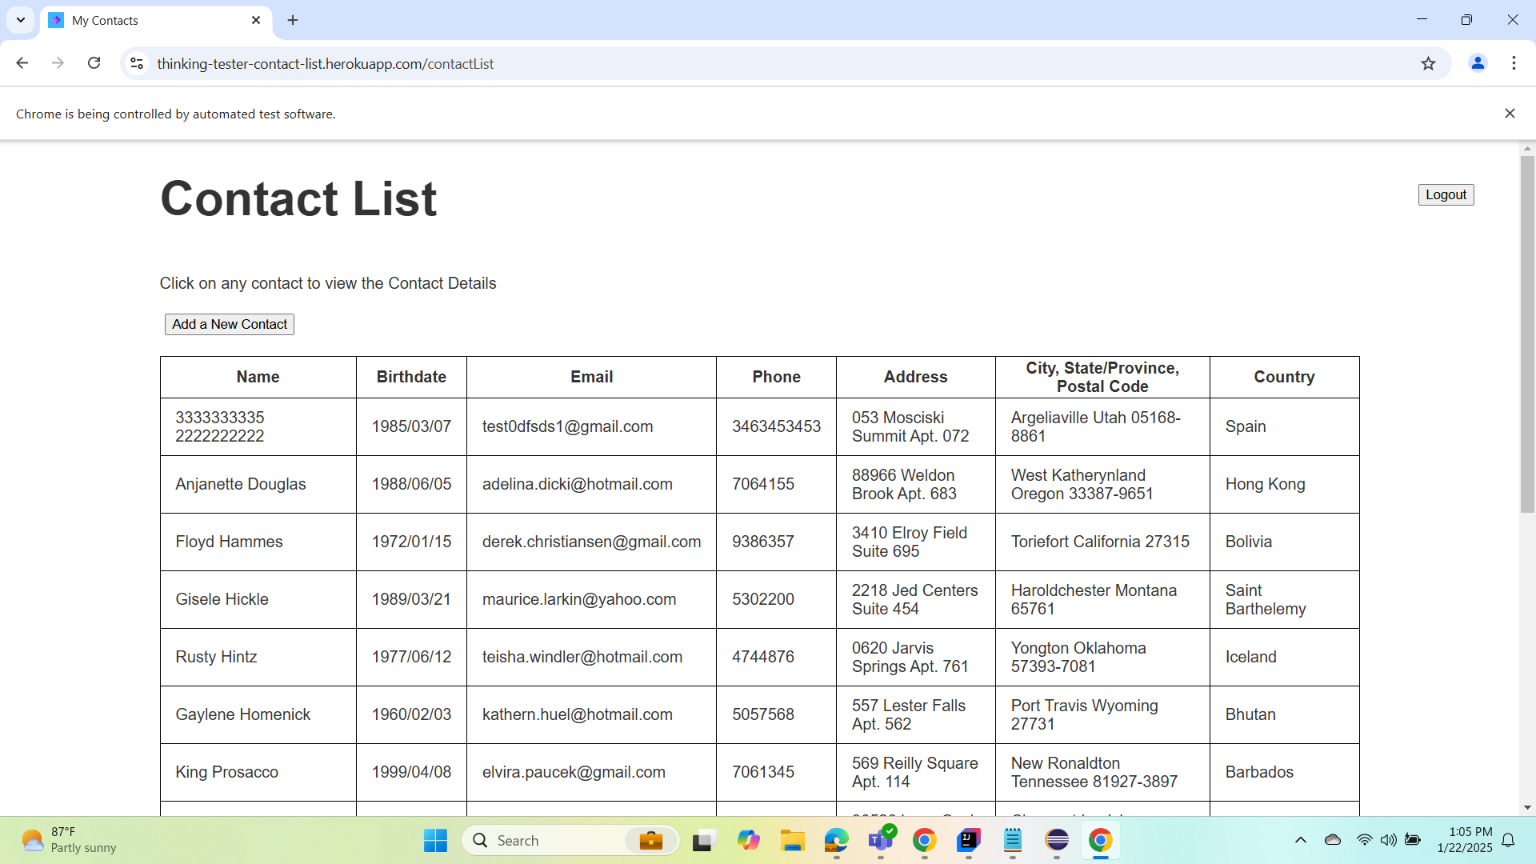 My Contacts
thinking-tester-contact-list.herokuapp.com/contactList
Chrome is being controlled by automated test software.
Contact List
Logout
Click on any contact to view the Contact Details
Add a New Contact
Name Birthdate Email Phone Address City, State/Province, Postal Code Country
3333333335 2222222222 1985/03/07 test0dfsds1@gmail.com 3463453453 053 Mosciski Summit Apt. 072 Argeliaville Utah 05168-8861 Spain
Anjanette Douglas 1988/06/05 adelina.dicki@hotmail.com 7064155 88966 Weldon Brook Apt. 683 West Katherynland Oregon 33387-9651 Hong Kong
Floyd Hammes 1972/01/15 derek.christiansen@gmail.com 9386357 3410 Elroy Field Suite 695 Toriefort California 27315 Bolivia
Gisele Hickle 1989/03/21 maurice.larkin@yahoo.com 5302200 2218 Jed Centers Suite 454 Haroldchester Montana 65761 Saint Barthelemy
Rusty Hintz 1977/06/12 teisha.windler@hotmail.com 4744876 0620 Jarvis Springs Apt. 761 Yongton Oklahoma 57393-7081 Iceland
Gaylene Homenick 1960/02/03 kathern.huel@hotmail.com 5057568 557 Lester Falls Apt. 562 Port Travis Wyoming 27731 Bhutan
King Prosacco 1999/04/08 elvira.paucek@gmail.com 7061345 569 Reilly Square Apt. 114 New Ronaldton Tennessee 81927-3897 Barbados
87°F
Partly sunny
Search
1:05 PM
1/22/2025